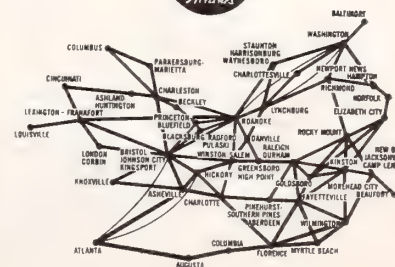 BALTIMORE
WASHINGTON
COLUMBUS
PARKERSBURG-
MARIETTA
STAUNTON
HARRISONBURG
WAYNESBORO
CHARLOTTESVILLE
NEWPORT NEWS
HAMPTON
RICHMOND
CINCINNATI
CHARLESTON
ASHLAND
HUNTINGTON
BECKLEY
ROANOKE
LYNCHBURG
NORFOLK
ELIZABETH CITY
LEXINGTON - FRANKFORT
LOUISVILLE
PRINCETON
BLUEFIELD
BLACKSBURG RADFORD
PULASKI
DANVILLE
ROCKY MOUNT
RALEIGH
DURHAM
LONDON
CORBIN
BRISTOL
JOHNSON CITY
KINGSPORT
WINSTON SALEM
GREENSBORO
HIGH POINT
KINSTON
JACKSONV
CAMP LE
GOLDSBORO
MOREHEAD CITY
BEAUFORT
KNOXVILLE
HICKORY
ASHEVILLE
CHARLOTTE
PINEHURST-
SOUTHERN PINES
ABERDEEN
FAYETTEVILLE
WILMINGTON
ATLANTA
COLUMBIA
FLORENCE
MYRTLE BEACH
AUGUSTA